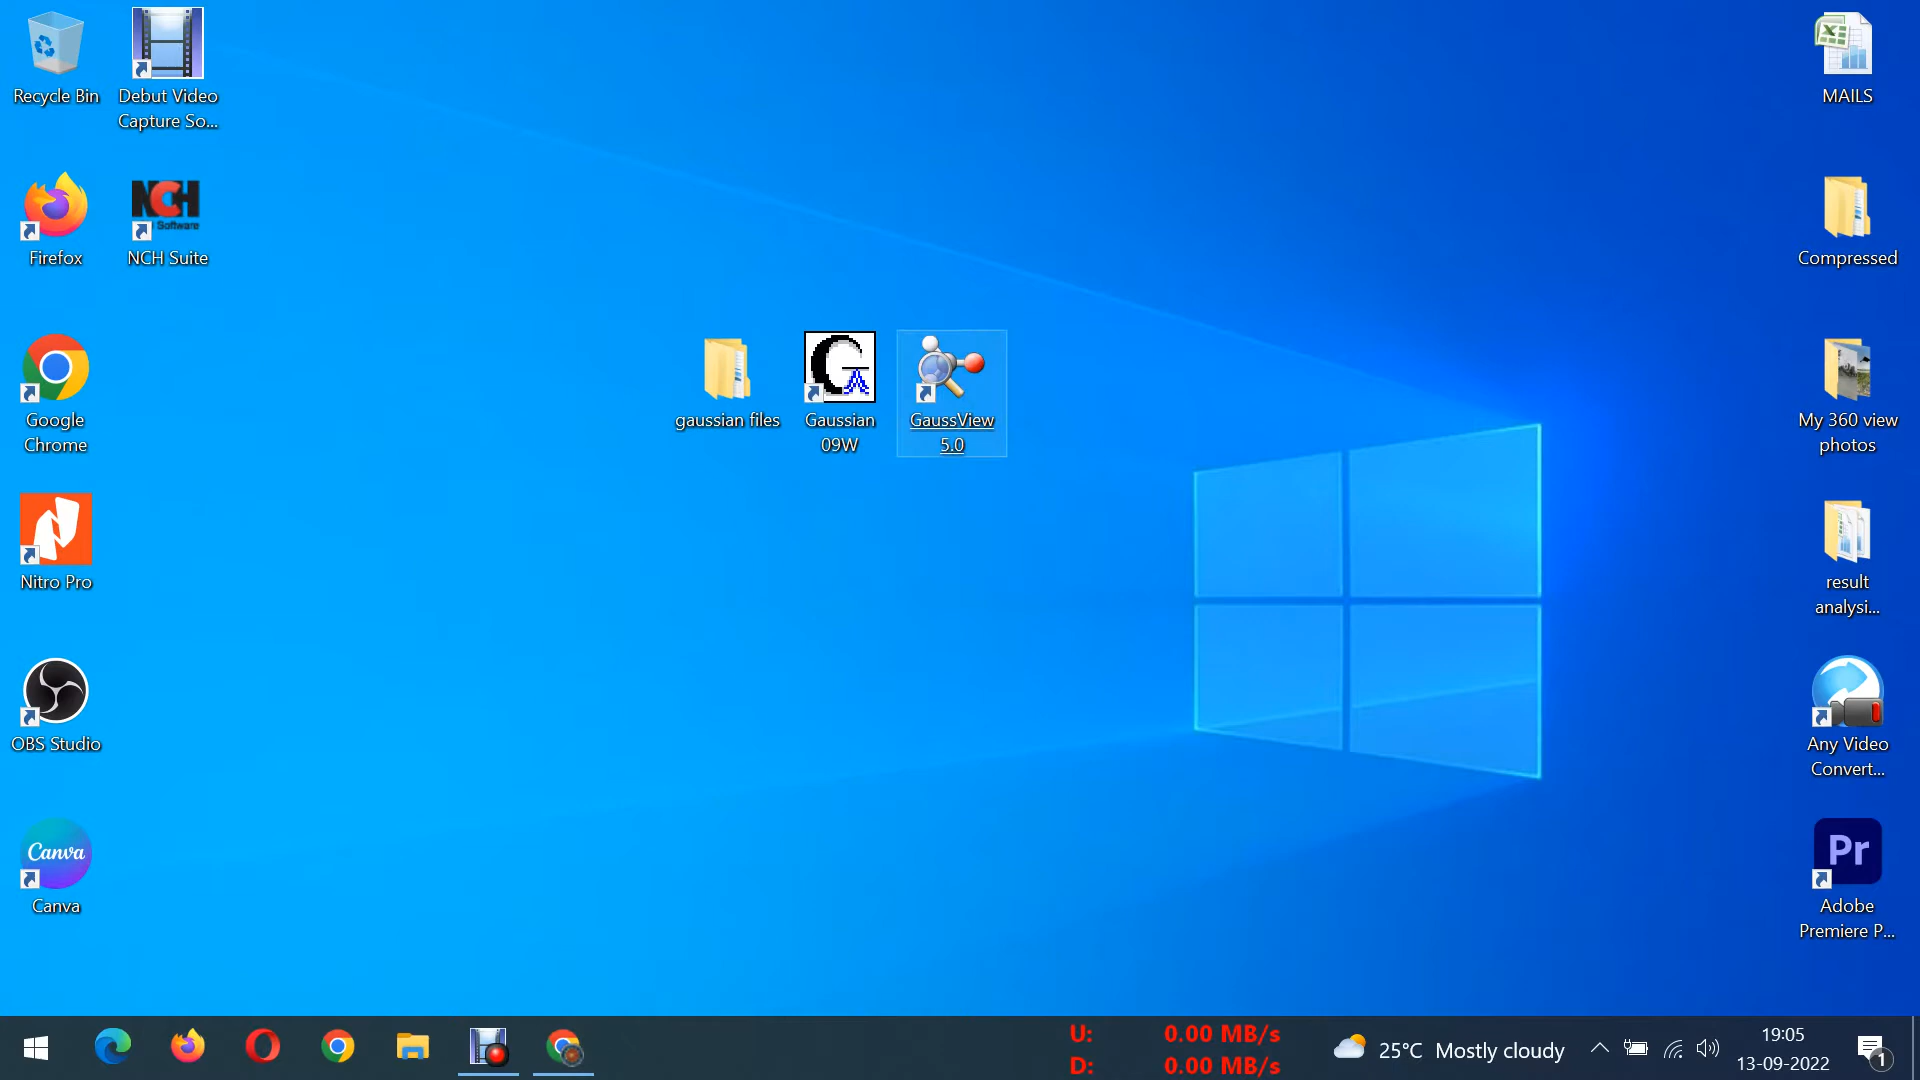 Recycle Bin
Debut Video
Capture So...
MAILS
Firefox
NCH
Software
NCH Suite
Compressed
Google
Chrome
gaussian files
G
Gaussian
09W
GaussView
5.0
My 360 view
photos
Nitro Pro
result
analysi...
OBS Studio
Any Video
Convert...
Canva
Canva
Pr
Adobe
Premiere P...
U: 0.00 MB/s
D: 0.00 MB/s
25°C Mostly cloudy
19:05
13-09-2022
1